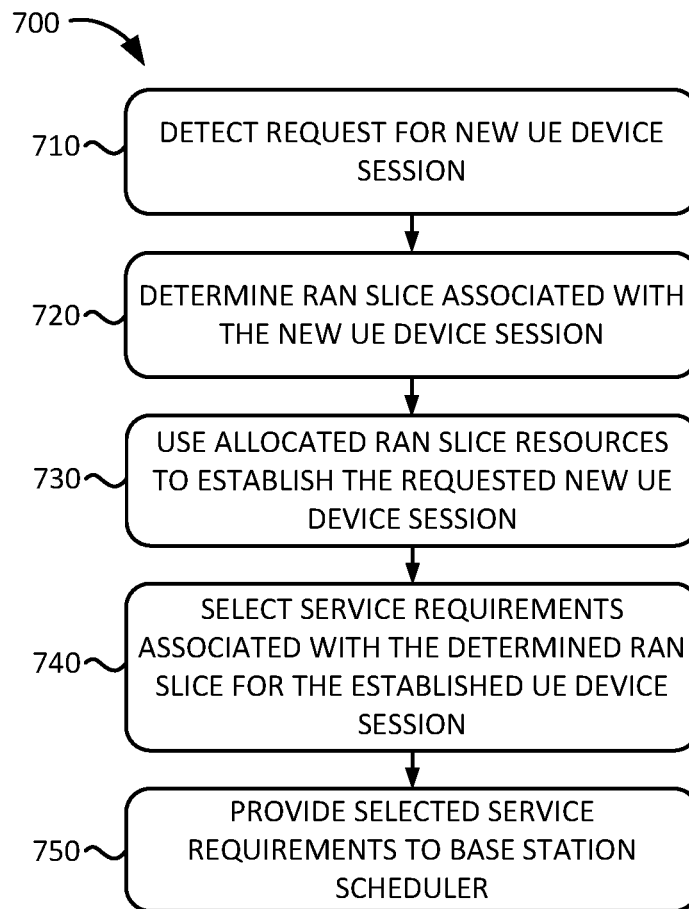 700
710
DETECT REQUEST FOR NEW UE DEVICE
SESSION
720
DETERMINE RAN SLICE ASSOCIATED WITH
THE NEW UE DEVICE SESSION
730
USE ALLOCATED RAN SLICE RESOURCES
TO ESTABLISH THE REQUESTED NEW UE
DEVICE SESSION
740
SELECT SERVICE REQUIREMENTS
ASSOCIATED WITH THE DETERMINED RAN
SLICE FOR THE ESTABLISHED UE DEVICE
SESSION
750
PROVIDE SELECTED SERVICE
REQUIREMENTS TO BASE STATION
SCHEDULER